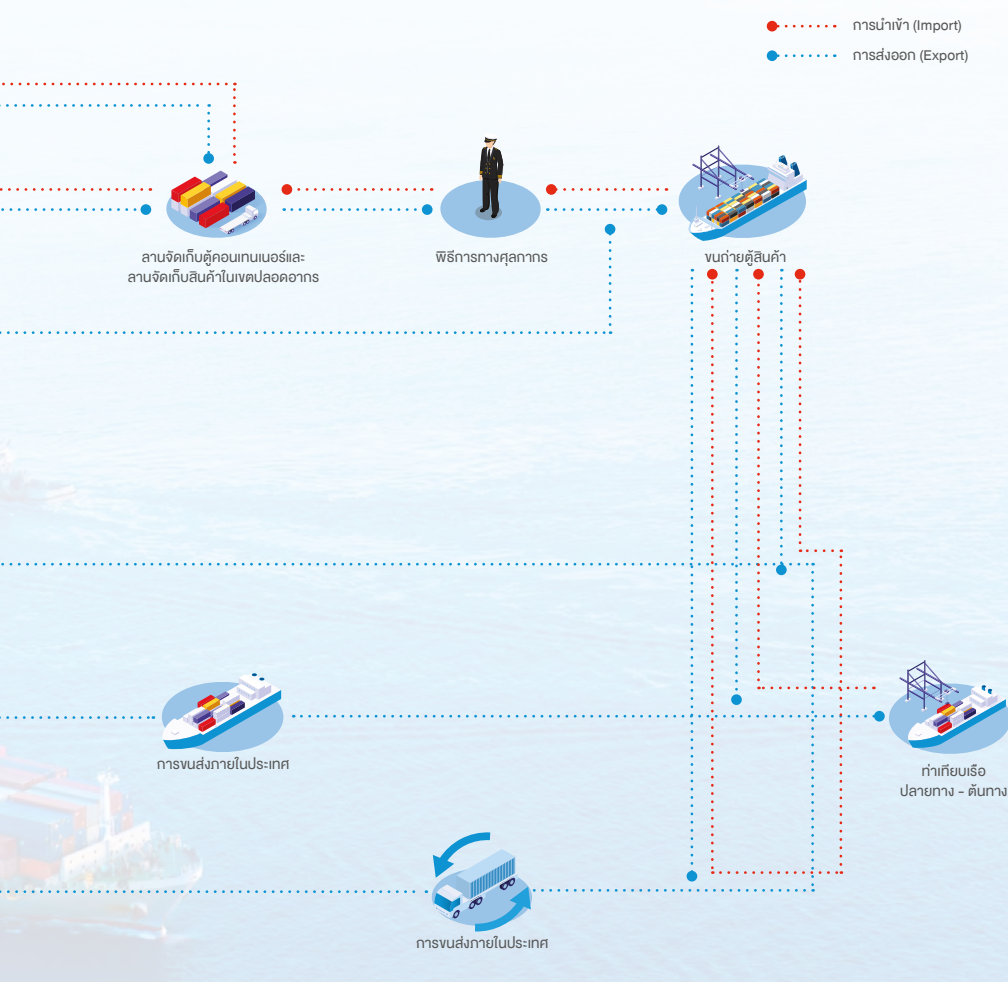 การนำเข้า (Import)
การส่งออก (Export)
ลานจัดเก็บตู้คอนเทนเนอร์และ
ลานจัดเก็บสินค้าในเขตปลอดอากร
พิธีการทางศุลกากร
ขนถ่ายตู้สินค้า
การขนส่งภายในประเทศ
ท่าเทียบเรือ
ปลายทาง - ต้นทาง
การขนส่งภายในประเทศ